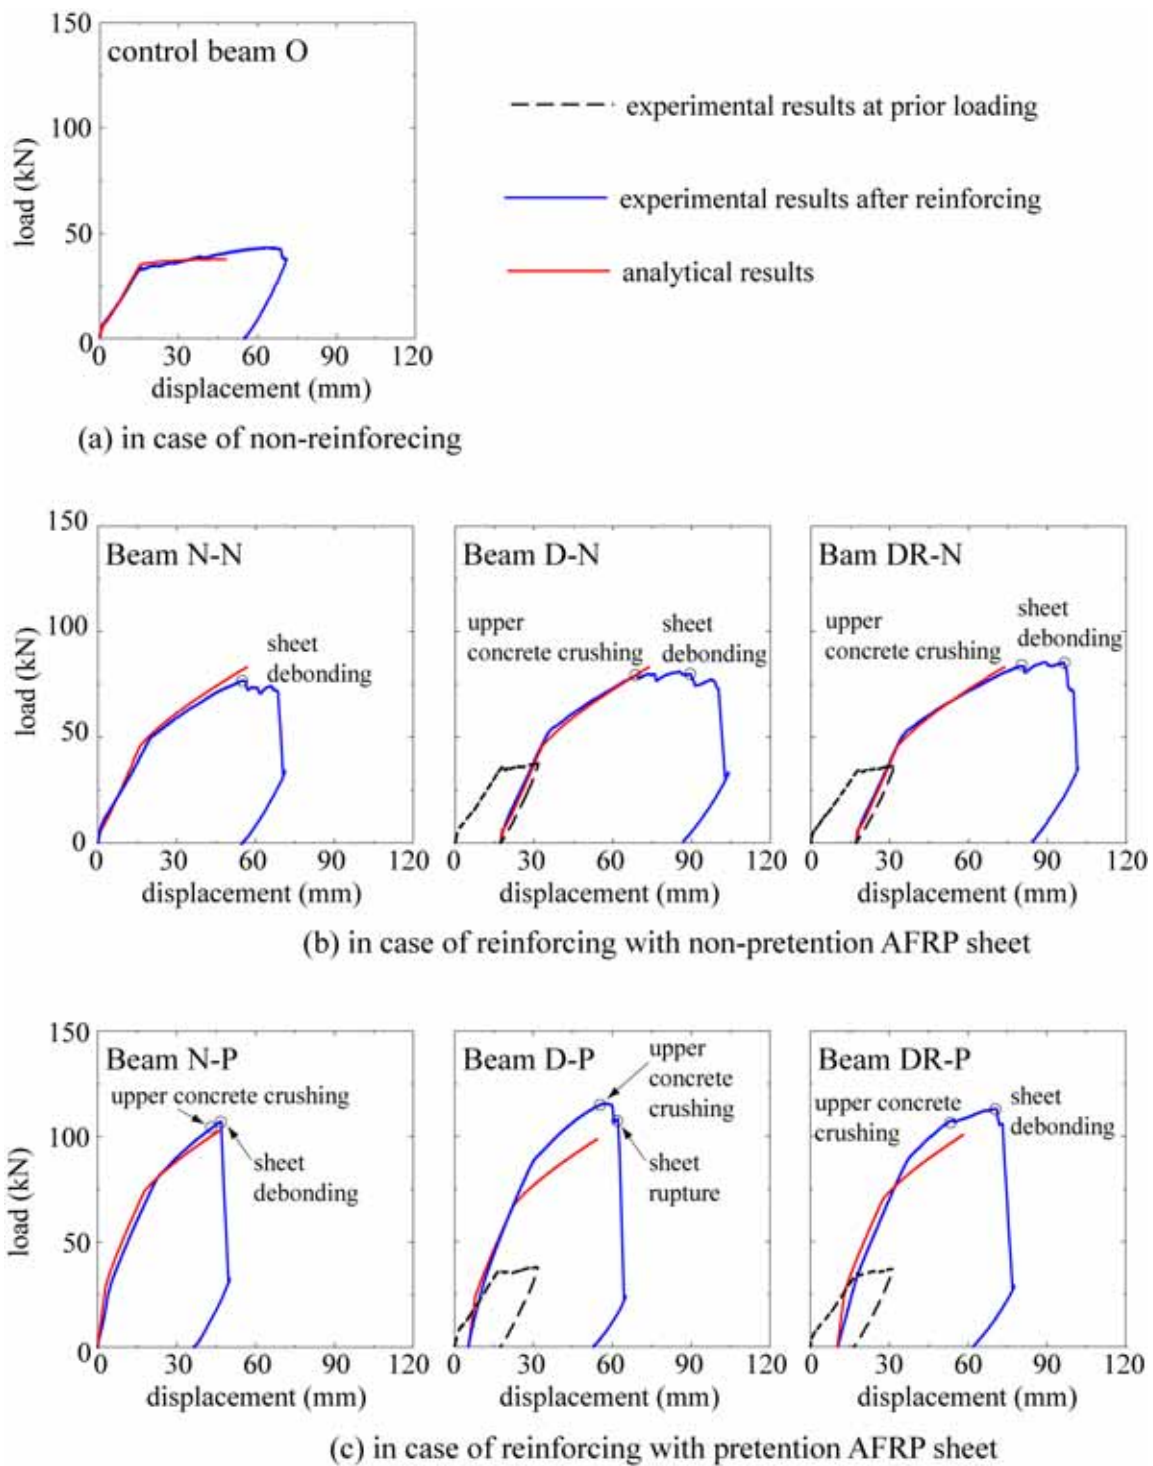 150
control beam O
100
50
0
load (kN)
0 30 60 90 120
displacement (mm)
experimental results at prior loading
experimental results after reinforcing
analytical results
(a) in case of non-reinforecing
150
100
50
0
load (kN)
Beam N-N
sheet
debonding
0 30 60 90 120
displacement (mm)
Beam D-N
upper
concrete crushing
sheet
debonding
0 30 60 90 120
displacement (mm)
Bam DR-N
upper
concrete crushing
sheet
debonding
0 30 60 90 120
displacement (mm)
(b) in case of reinforcing with non-pretention AFRP sheet
150
100
50
0
load (kN)
Beam N-P
upper concrete crushing
sheet
debonding
0 30 60 90 120
displacement (mm)
Beam D-P
upper
concrete
crushing
sheet
rupture
0 30 60 90 120
displacement (mm)
Beam DR-P
upper concrete
crushing
sheet
debonding
0 30 60 90 120
displacement (mm)
(c) in case of reinforcing with pretention AFRP sheet